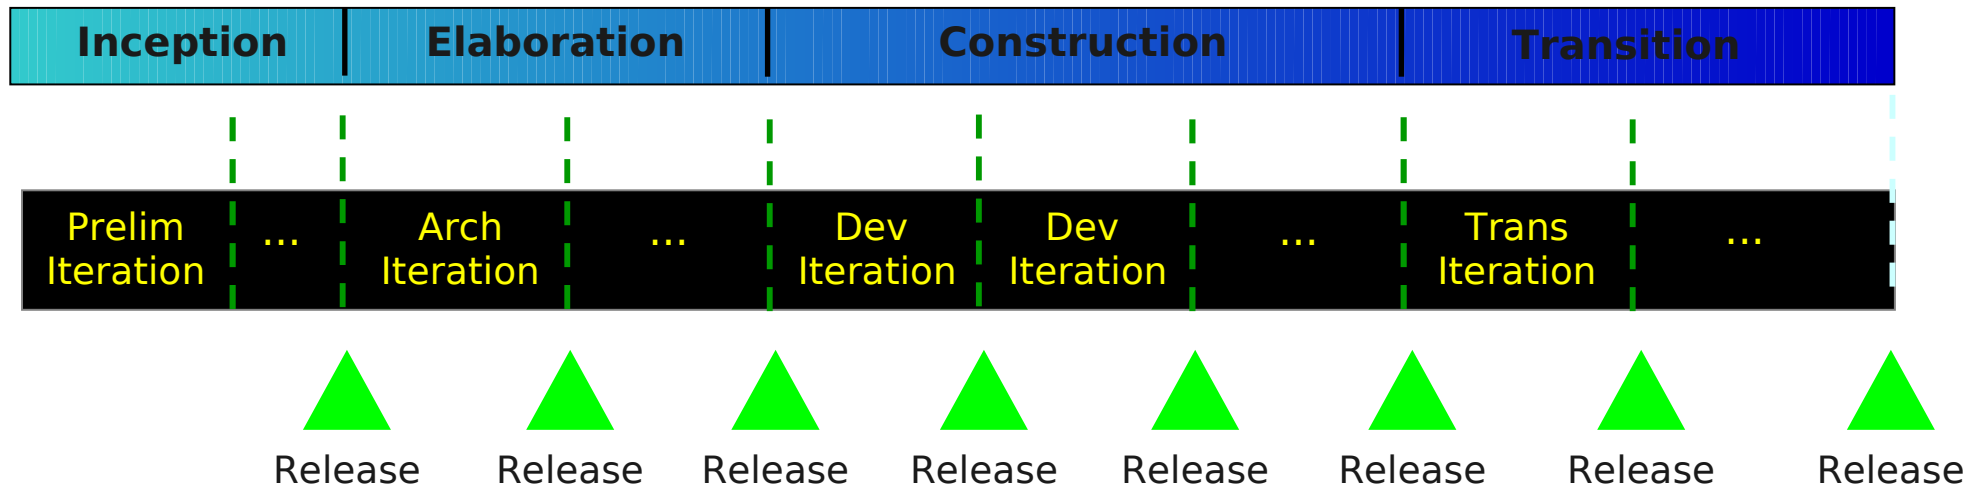 Inception Elaboration Construction Transition
Prelim ... Arch ... Dev Dev ... Trans ...
Iteration Iteration Iteration Iteration Iteration
Release Release Release Release Release Release Release Release